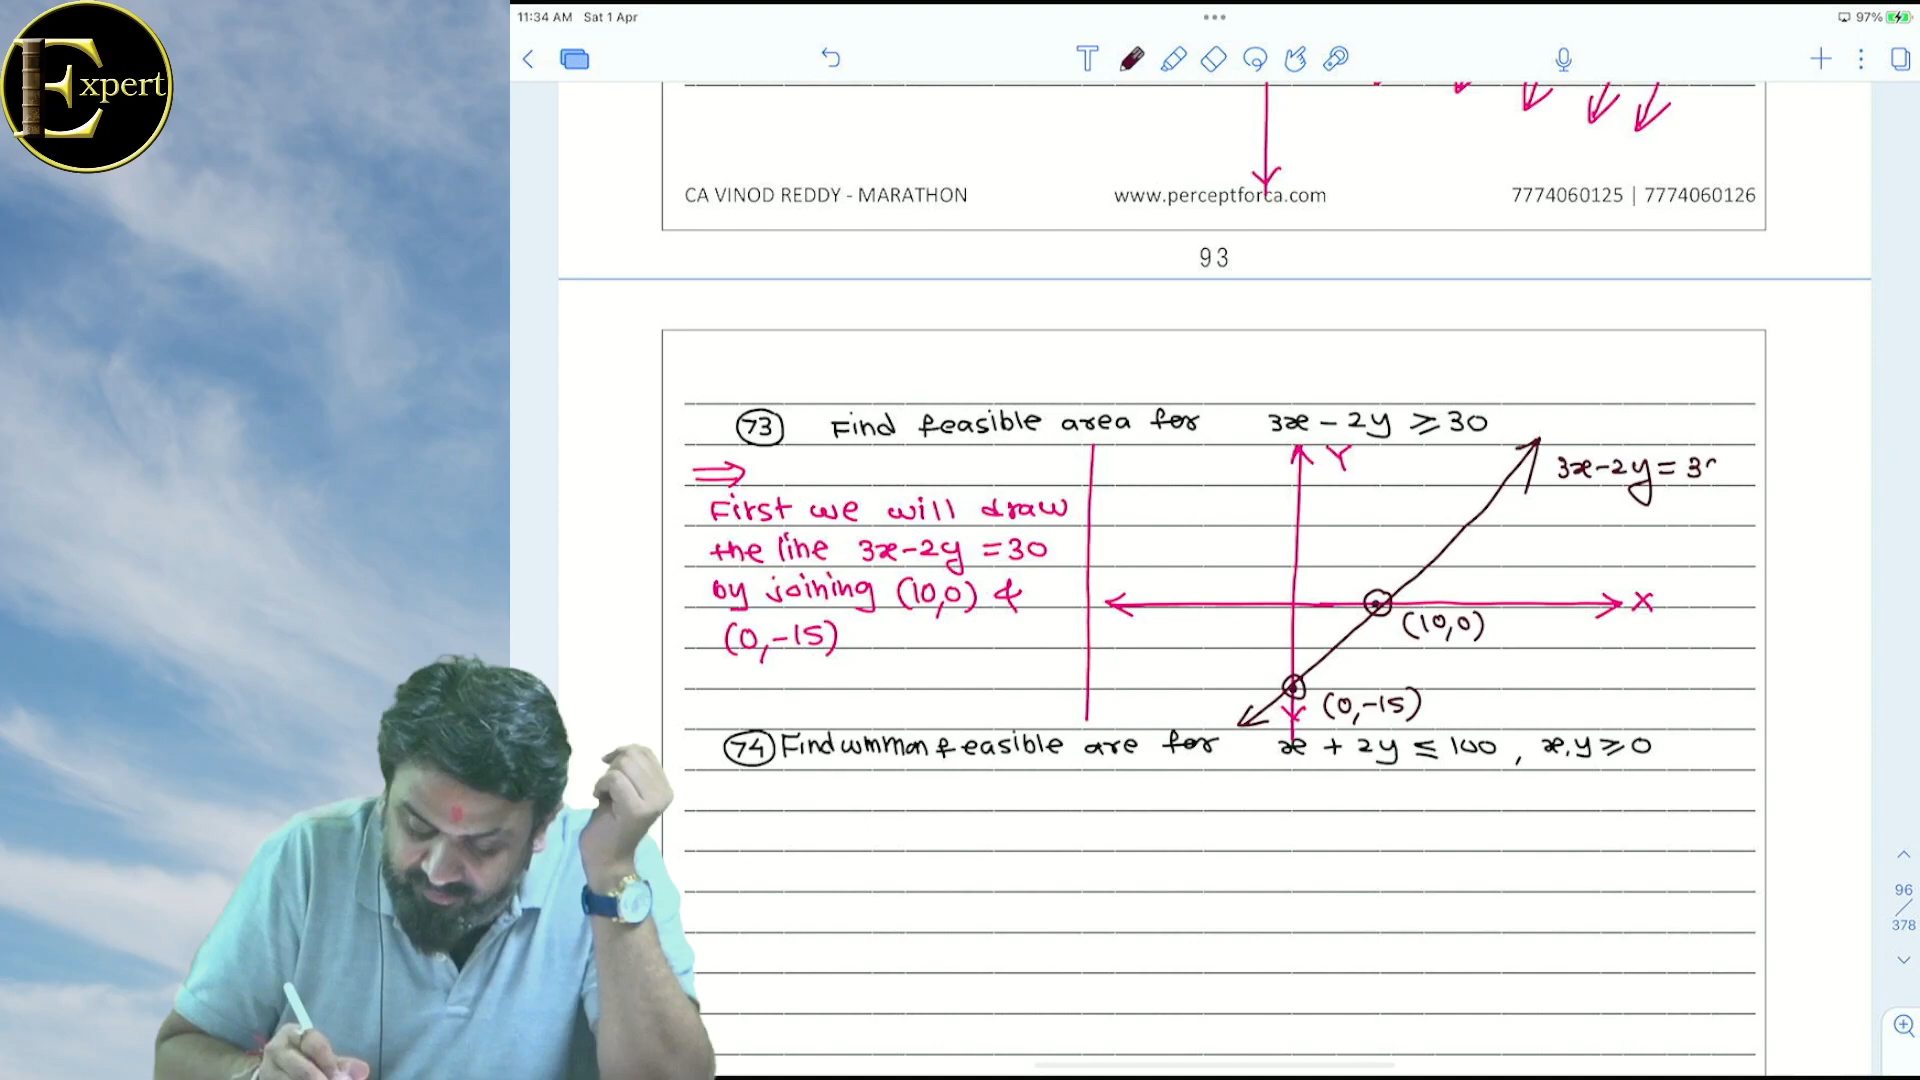 Expert
11:34 AM Sat 1 Apr
97%
CA VINOD REDDY - MARATHON www.perceptforca.com 7774060125 | 7774060126
93
73 Find feasible area for 3x - 2y ≥ 30
Y
3x-2y = 3
⇒
First we will draw
the line 3x-2y = 30
by joining (10,0) &
(0,-15)
X
(10,0)
(0,-15)
74 Find common feasible are for x + 2y ≤ 100 , x,y ≥ 0
96
378